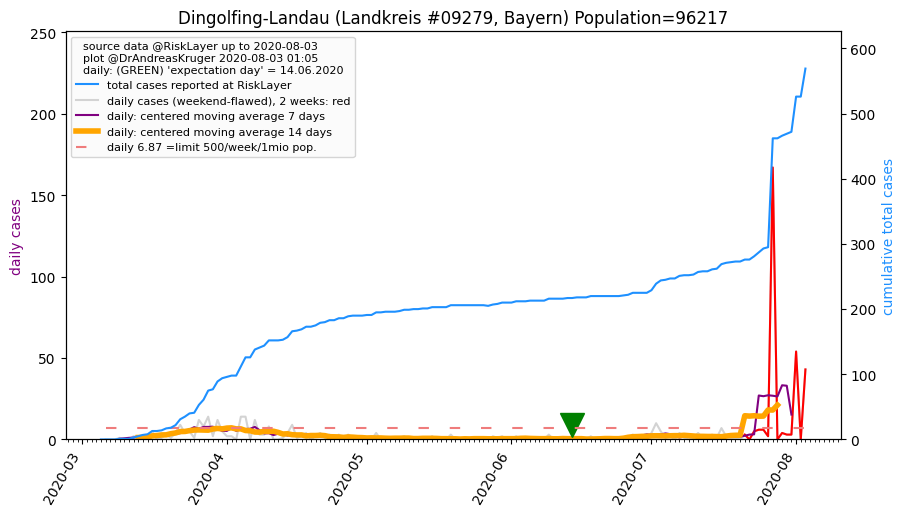 Dingolfing-Landau (Landkreis #09279, Bayern) Population=96217
source data @RiskLayer up to 2020-08-03
plot @DrAndreasKruger 2020-08-03 01:05
daily: (GREEN) 'expectation day' = 14.06.2020
total cases reported at RiskLayer
daily cases (weekend-flawed), 2 weeks: red
daily: centered moving average 7 days
daily: centered moving average 14 days
daily 6.87 =limit 500/week/1mio pop.
daily cases
250
200
150
100
50
0
600
500
400
300
200
100
0
cumulative total cases
2020-03
2020-04
2020-05
2020-06
2020-07
2020-08